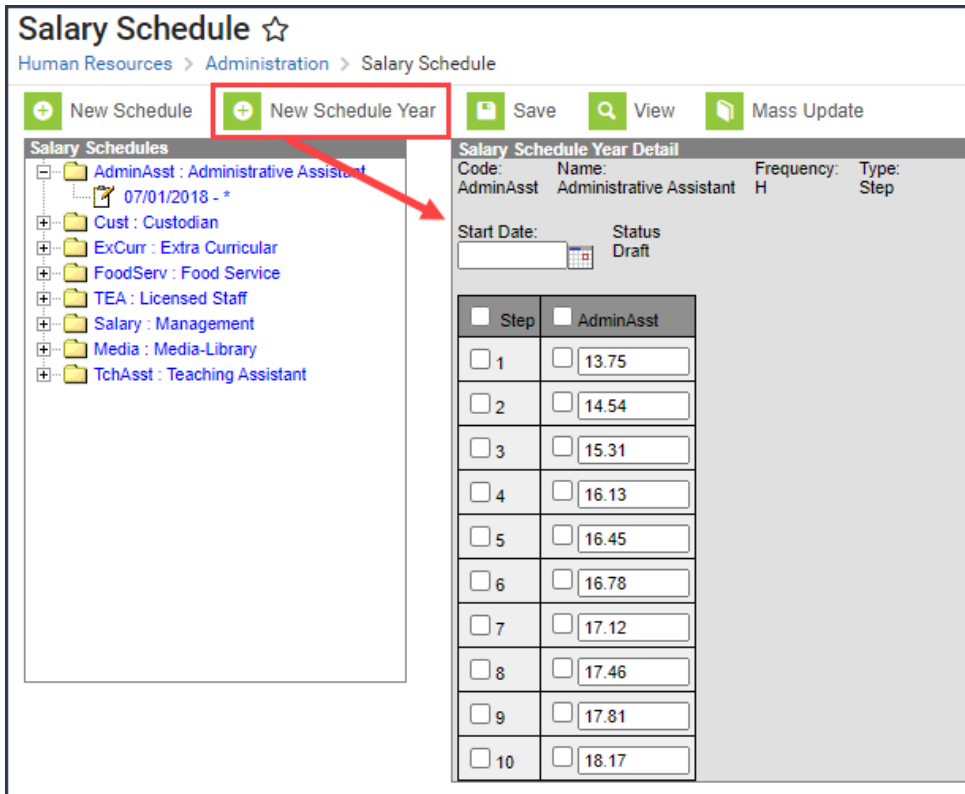 Salary Schedule
Human Resources > Administration > Salary Schedule
New Schedule New Schedule Year Save View Mass Update
Salary Schedules
AdminAsst : Administrative Assistant
07/01/2018 - *
Cust : Custodian
ExCurr : Extra Curricular
FoodServ : Food Service
TEA : Licensed Staff
Salary : Management
Media : Media-Library
TchAsst : Teaching Assistant
Salary Schedule Year Detail
Code: Name: Frequency: Type:
AdminAsst Administrative Assistant H Step
Start Date: Status
Draft
Step AdminAsst
1 13.75
2 14.54
3 15.31
4 16.13
5 16.45
6 16.78
7 17.12
8 17.46
9 17.81
10 18.17